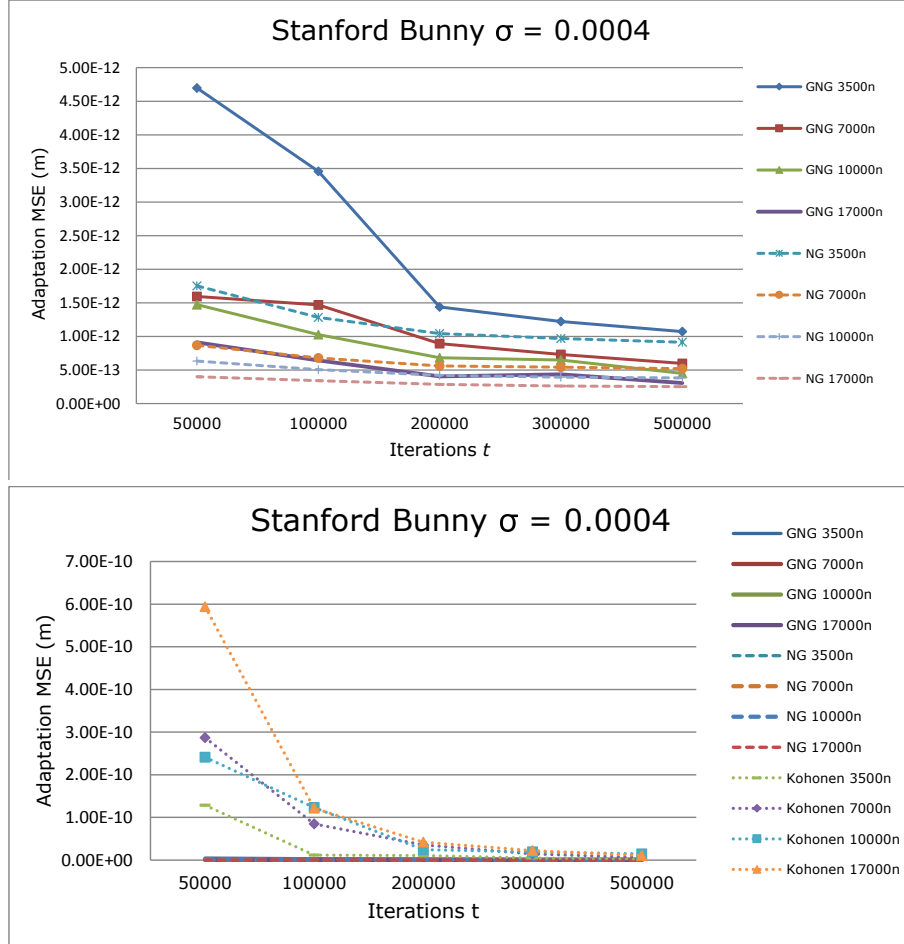 Stanford Bunny σ = 0.0004
5.00E-12
4.50E-12
4.00E-12
3.50E-12
3.00E-12
2.50E-12
2.00E-12
1.50E-12
1.00E-12
5.00E-13
0.00E+00
Adaptation MSE (m)
50000 100000 200000 300000 500000
Iterations t
GNG 3500n
GNG 7000n
GNG 10000n
GNG 17000n
NG 3500n
NG 7000n
NG 10000n
NG 17000n
Stanford Bunny σ = 0.0004
7.00E-10
6.00E-10
5.00E-10
4.00E-10
3.00E-10
2.00E-10
1.00E-10
0.00E+00
Adaptation MSE (m)
50000 100000 200000 300000 500000
Iterations t
GNG 3500n
GNG 7000n
GNG 10000n
GNG 17000n
NG 3500n
NG 7000n
NG 10000n
NG 17000n
Kohonen 3500n
Kohonen 7000n
Kohonen 10000n
Kohonen 17000n